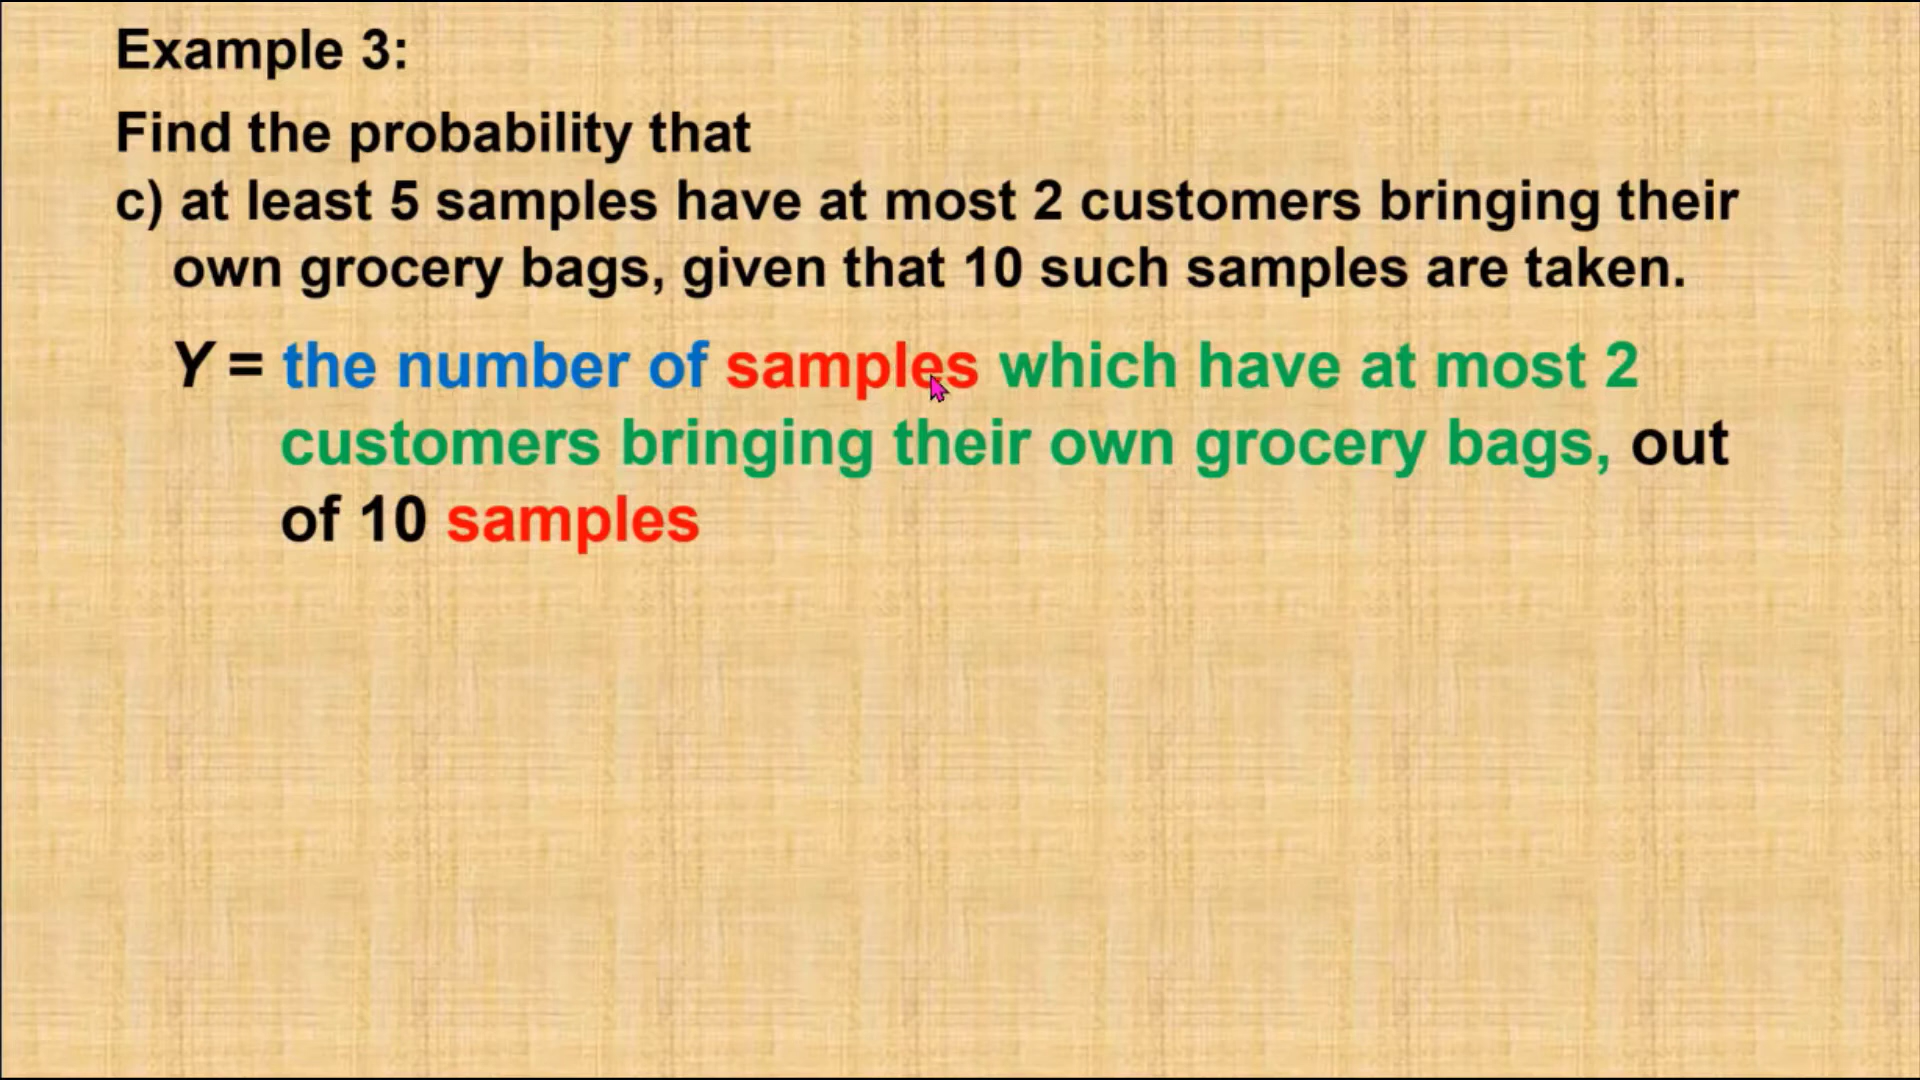 Example 3:
Find the probability that
c) at least 5 samples have at most 2 customers bringing their
own grocery bags, given that 10 such samples are taken.
Y = the number of samples which have at most 2
customers bringing their own grocery bags, out
of 10 samples